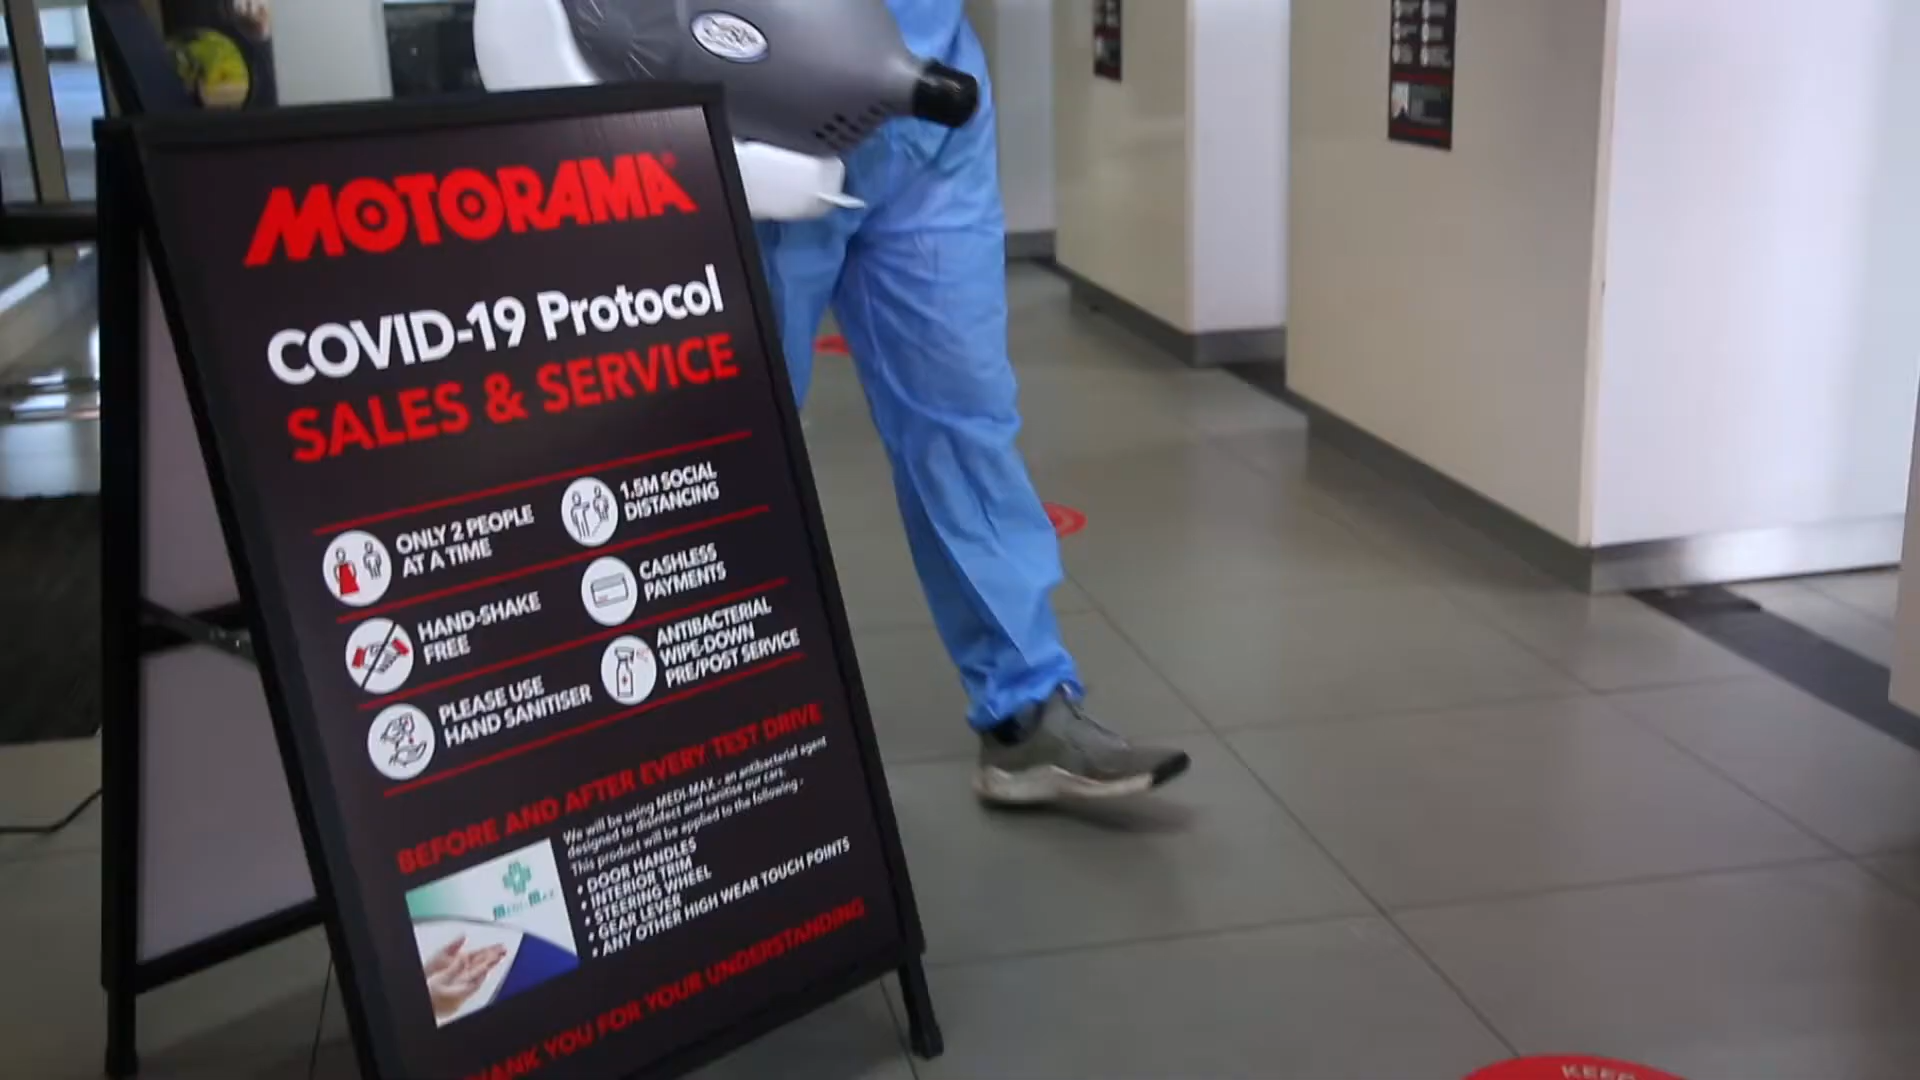 MOTORAMA
COVID-19 Protocol
SALES & SERVICE
ONLY 2 PEOPLE
AT A TIME
1.5M SOCIAL
DISTANCING
HAND-SHAKE
FREE
CASHLESS
PAYMENTS
PLEASE USE
HAND SANITISER
ANTIBACTERIAL
WIPE-DOWN
PRE/POST SERVICE
BEFORE AND AFTER EVERY TEST DRIVE
We will be using MEDI-MAX - an antibacterial agent
designed to disinfect and sanitise our cars.
This product will be applied to the following -
• DOOR HANDLES
• INTERIOR TRIM
• STEERING WHEEL
• GEAR LEVER
• ANY OTHER HIGH WEAR TOUCH POINTS
MEDI-MAX
YOU FOR YOUR UNDERSTANDING
KEEP